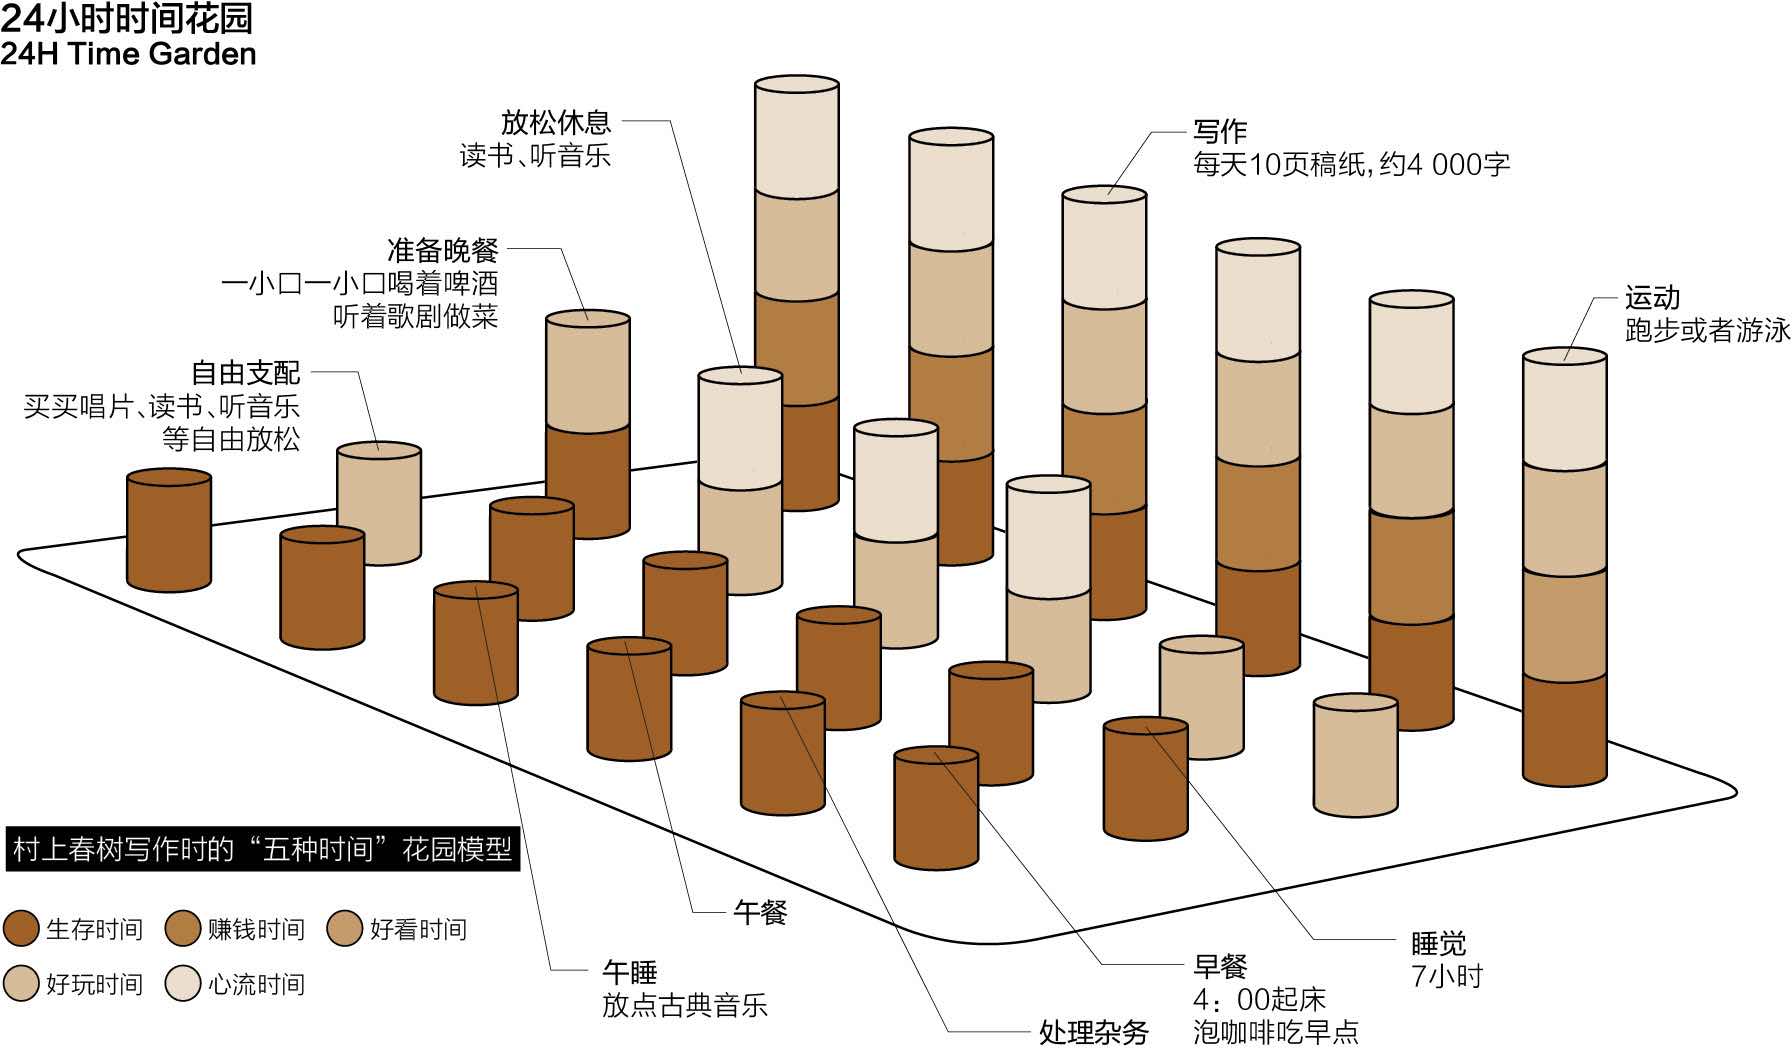 24小时时间花园
24H Time Garden
放松休息
读书、听音乐
写作
每天10页稿纸，约4 000字
准备晚餐
一小口一小口喝着啤酒
听着歌剧做菜
运动
跑步或者游泳
自由支配
买买唱片、读书、听音乐
等自由放松
村上春树写作时的“五种时间”花园模型
生存时间
赚钱时间
好看时间
好玩时间
心流时间
午餐
午睡
放点古典音乐
处理杂务
早餐
4：00起床
泡咖啡吃早点
睡觉
7小时